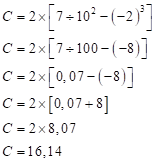 C = 2 × [7 ÷ 10² − (−2)³]
C = 2 × [7 ÷ 100 − (−8)]
C = 2 × [0,07 − (−8)]
C = 2 × [0,07 + 8]
C = 2 × 8,07
C = 16,14